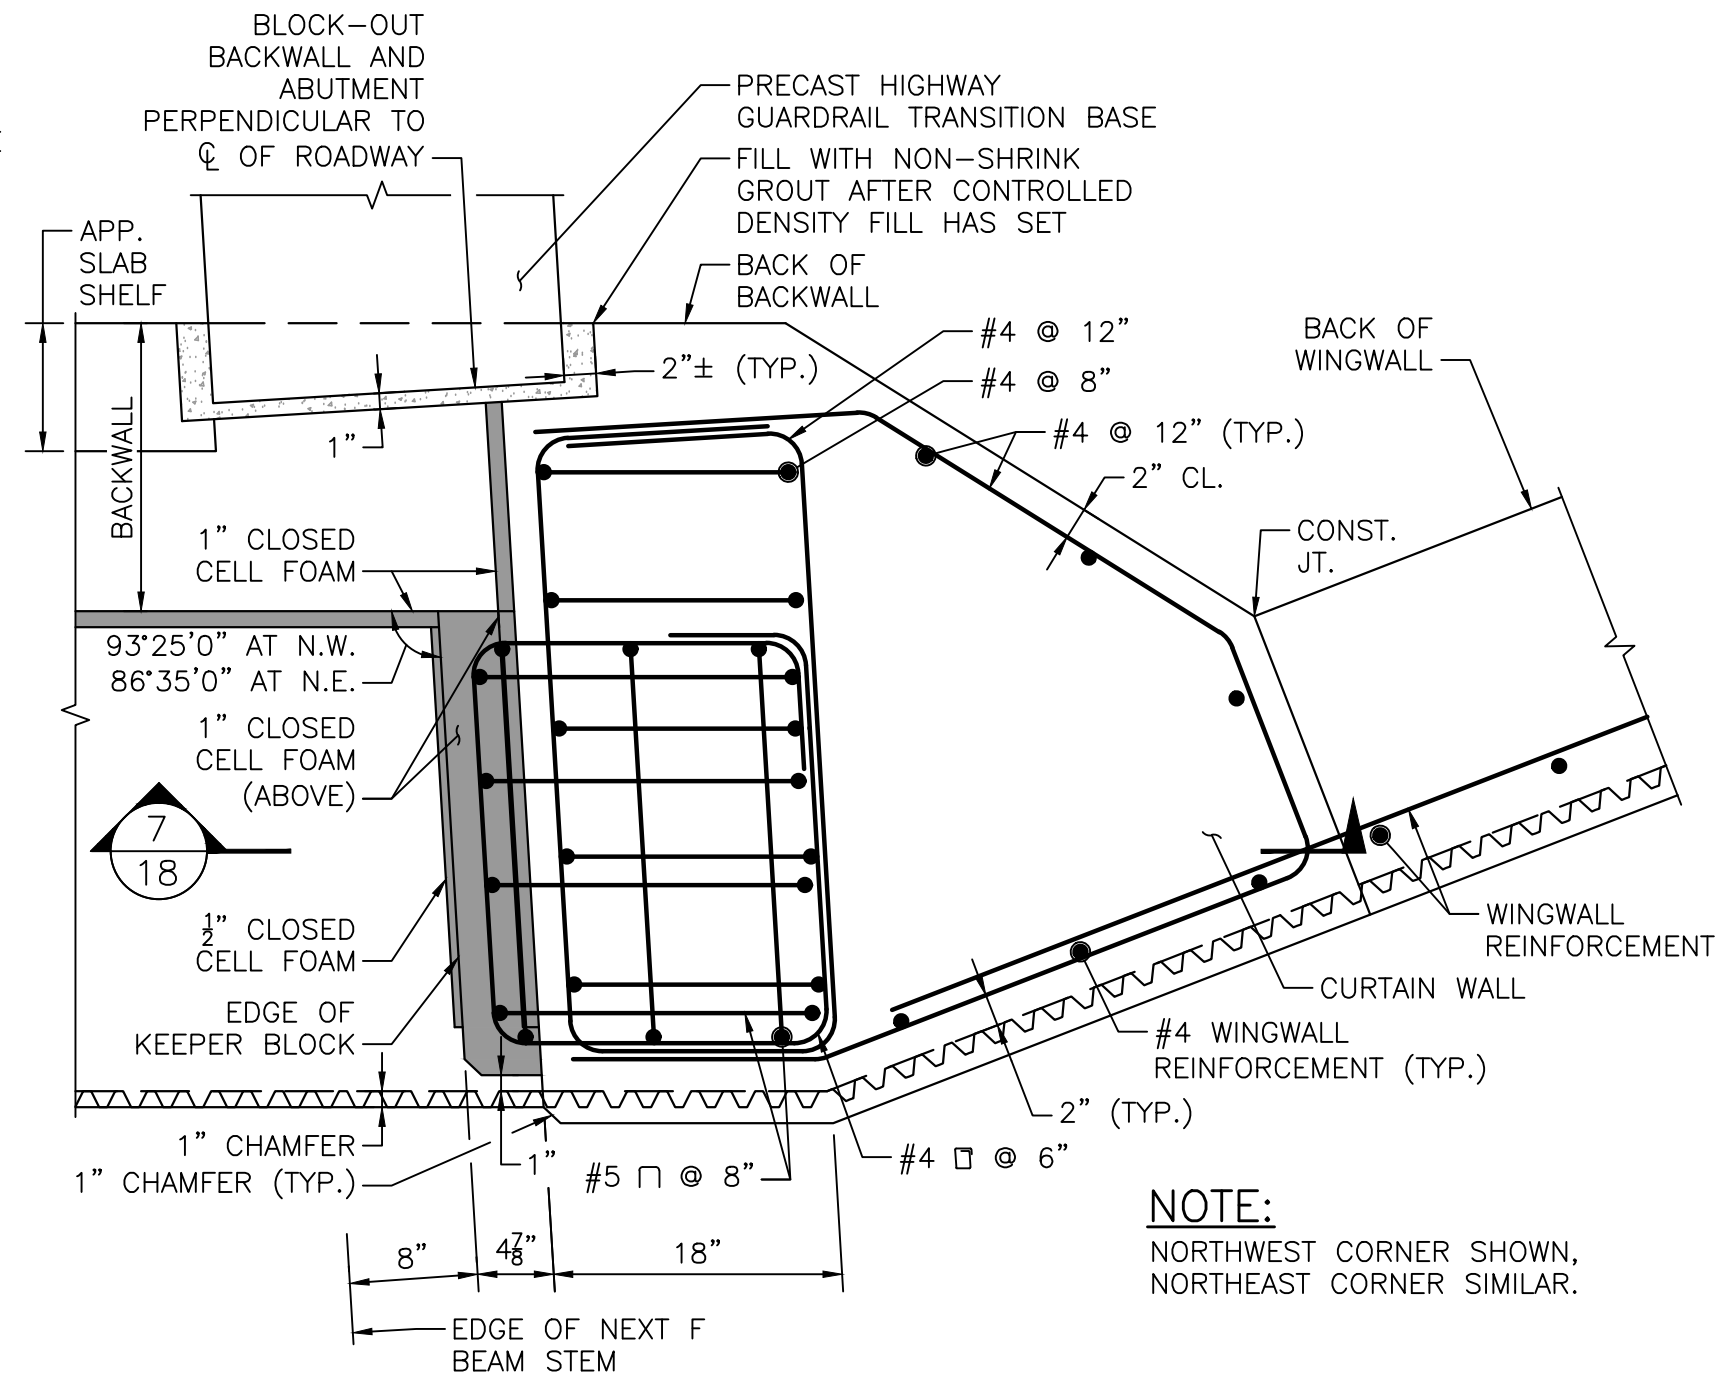 BLOCK-OUT
BACKWALL AND
ABUTMENT
PERPENDICULAR TO
℄ OF ROADWAY
PRECAST HIGHWAY
GUARDRAIL TRANSITION BASE
FILL WITH NON-SHRINK
GROUT AFTER CONTROLLED
DENSITY FILL HAS SET
BACK OF
BACKWALL
APP.
SLAB
SHELF
#4 @ 12"
2"± (TYP.)
#4 @ 8"
BACK OF
WINGWALL
#4 @ 12" (TYP.)
2" CL.
1"
BACKWALL
CONST.
JT.
1" CLOSED
CELL FOAM
93°25'0" AT N.W.
86°35'0" AT N.E.
1" CLOSED
CELL FOAM
(ABOVE)
7
18
½" CLOSED
CELL FOAM
EDGE OF
KEEPER BLOCK
WINGWALL
REINFORCEMENT
CURTAIN WALL
#4 WINGWALL
REINFORCEMENT (TYP.)
2" (TYP.)
1" CHAMFER
1" CHAMFER (TYP.)
1"
#5 @ 8"
#4 @ 6"
8"
4⅞"
18"
EDGE OF NEXT F
BEAM STEM
NOTE:
NORTHWEST CORNER SHOWN,
NORTHEAST CORNER SIMILAR.